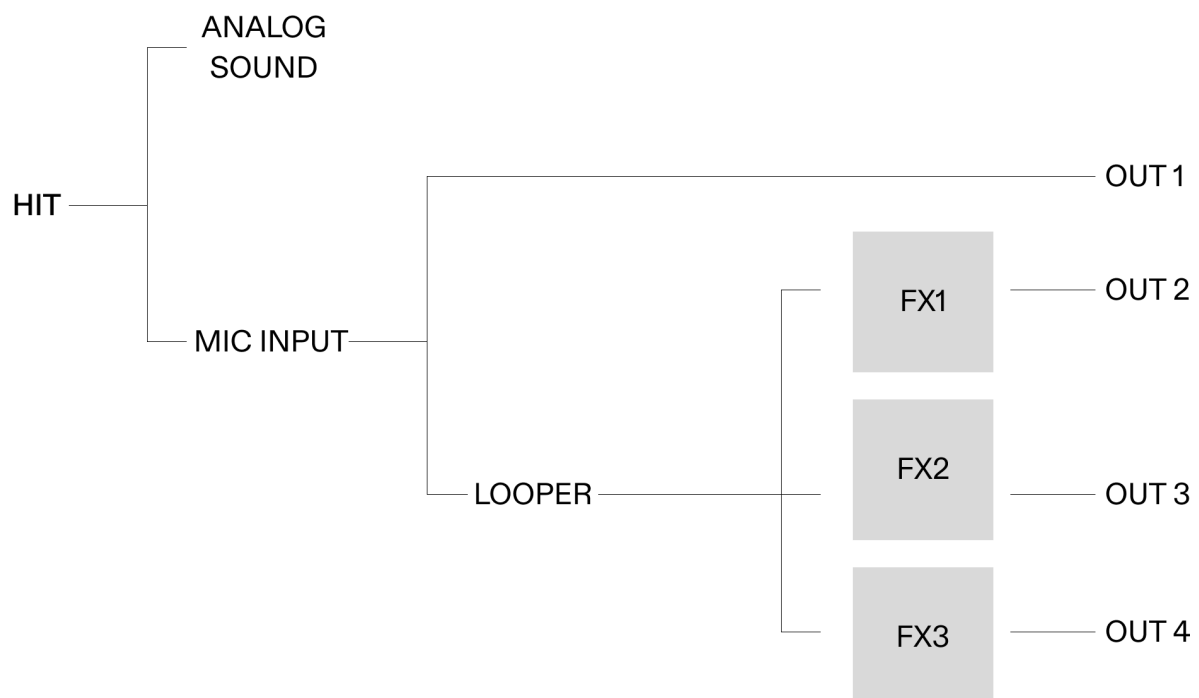 ANALOG
SOUND
HIT
MIC INPUT
LOOPER
FX1
FX2
FX3
OUT 1
OUT 2
OUT 3
OUT 4